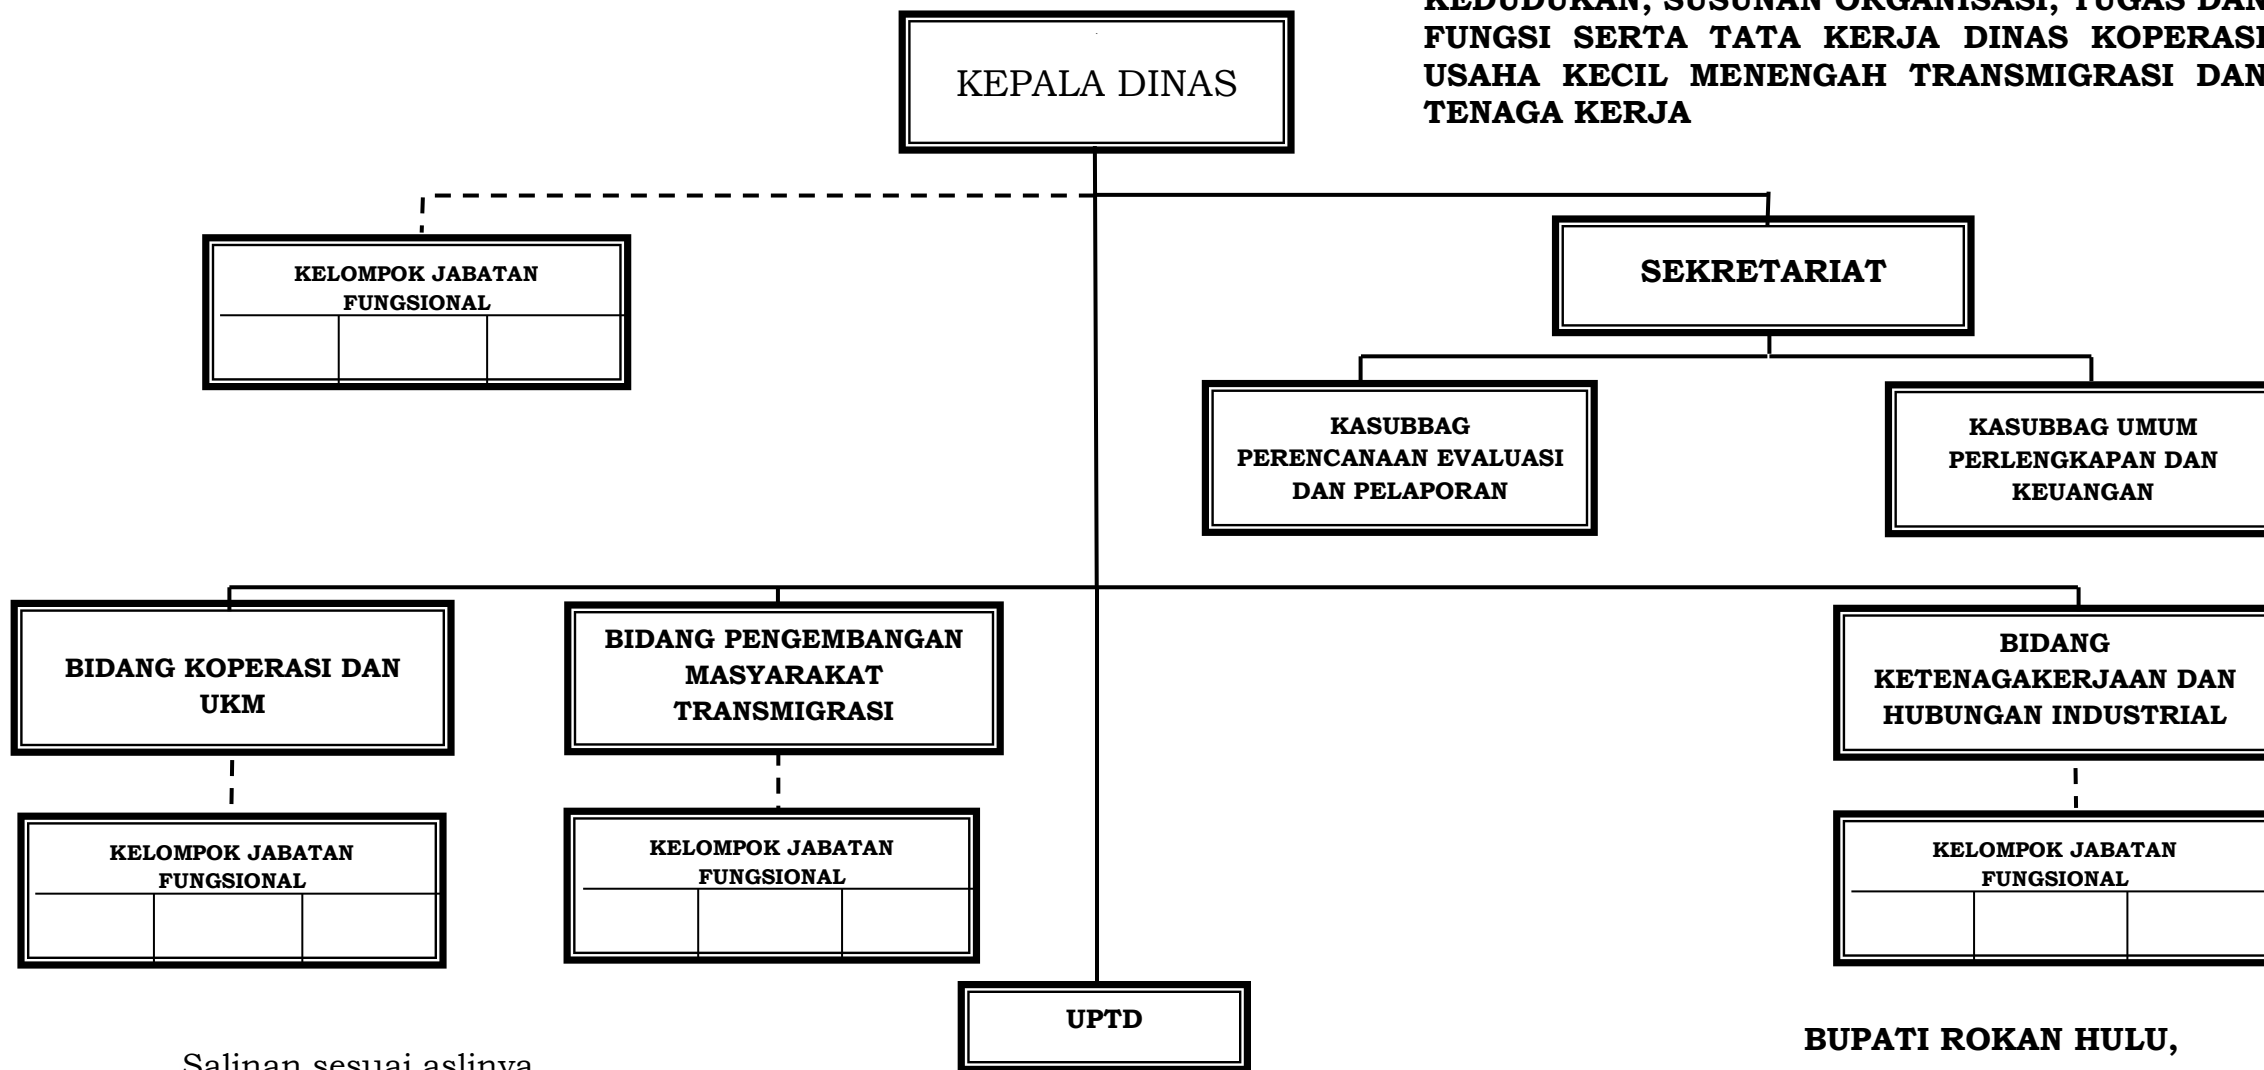 KEDUDUKAN, SUSUNAN ORGANISASI, TUGAS DAN
FUNGSI SERTA TATA KERJA DINAS KOPERASI
USAHA KECIL MENENGAH TRANSMIGRASI DAN
TENAGA KERJA
KEPALA DINAS
KELOMPOK JABATAN
FUNGSIONAL
SEKRETARIAT
KASUBBAG
PERENCANAAN EVALUASI
DAN PELAPORAN
KASUBBAG UMUM
PERLENGKAPAN DAN
KEUANGAN
BIDANG KOPERASI DAN
UKM
BIDANG PENGEMBANGAN
MASYARAKAT
TRANSMIGRASI
BIDANG
KETENAGAKERJAAN DAN
HUBUNGAN INDUSTRIAL
KELOMPOK JABATAN
FUNGSIONAL
KELOMPOK JABATAN
FUNGSIONAL
KELOMPOK JABATAN
FUNGSIONAL
UPTD
BUPATI ROKAN HULU,
Salinan sesuai aslinya